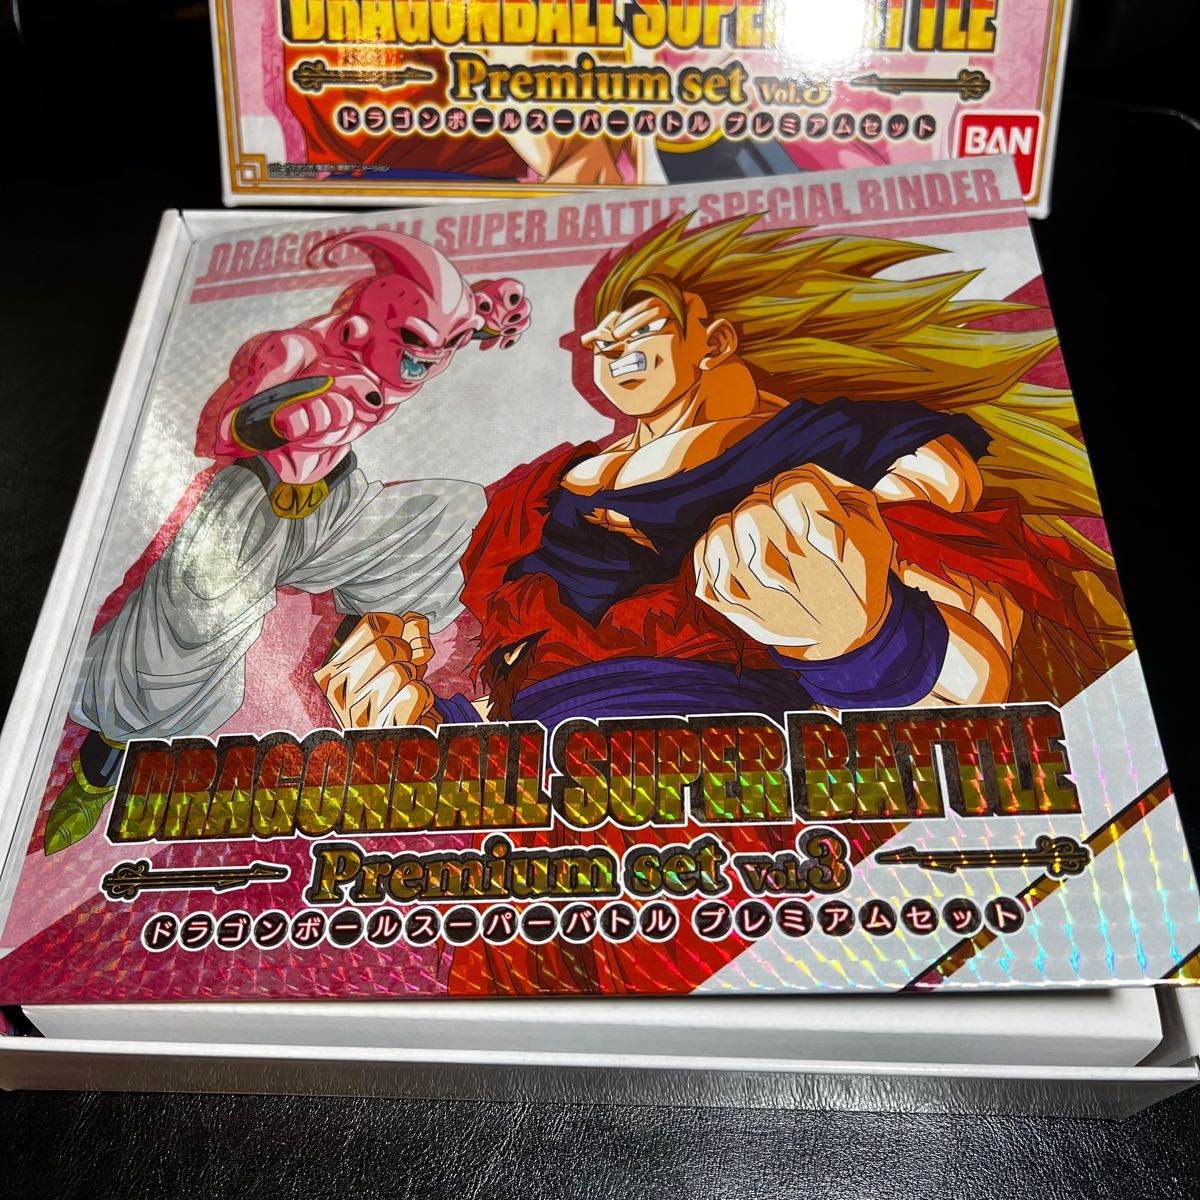 DRAGONBALL SUPER BATTLE
Premium set Vol.3
ドラゴンボールスーパーバトル プレミアムセット
BAN
DRAGONBALL SUPER BATTLE SPECIAL BINDER
M
DRAGONBALL SUPER BATTLE
Premium set Vol.3
ドラゴンボールスーパーバトル プレミアムセット